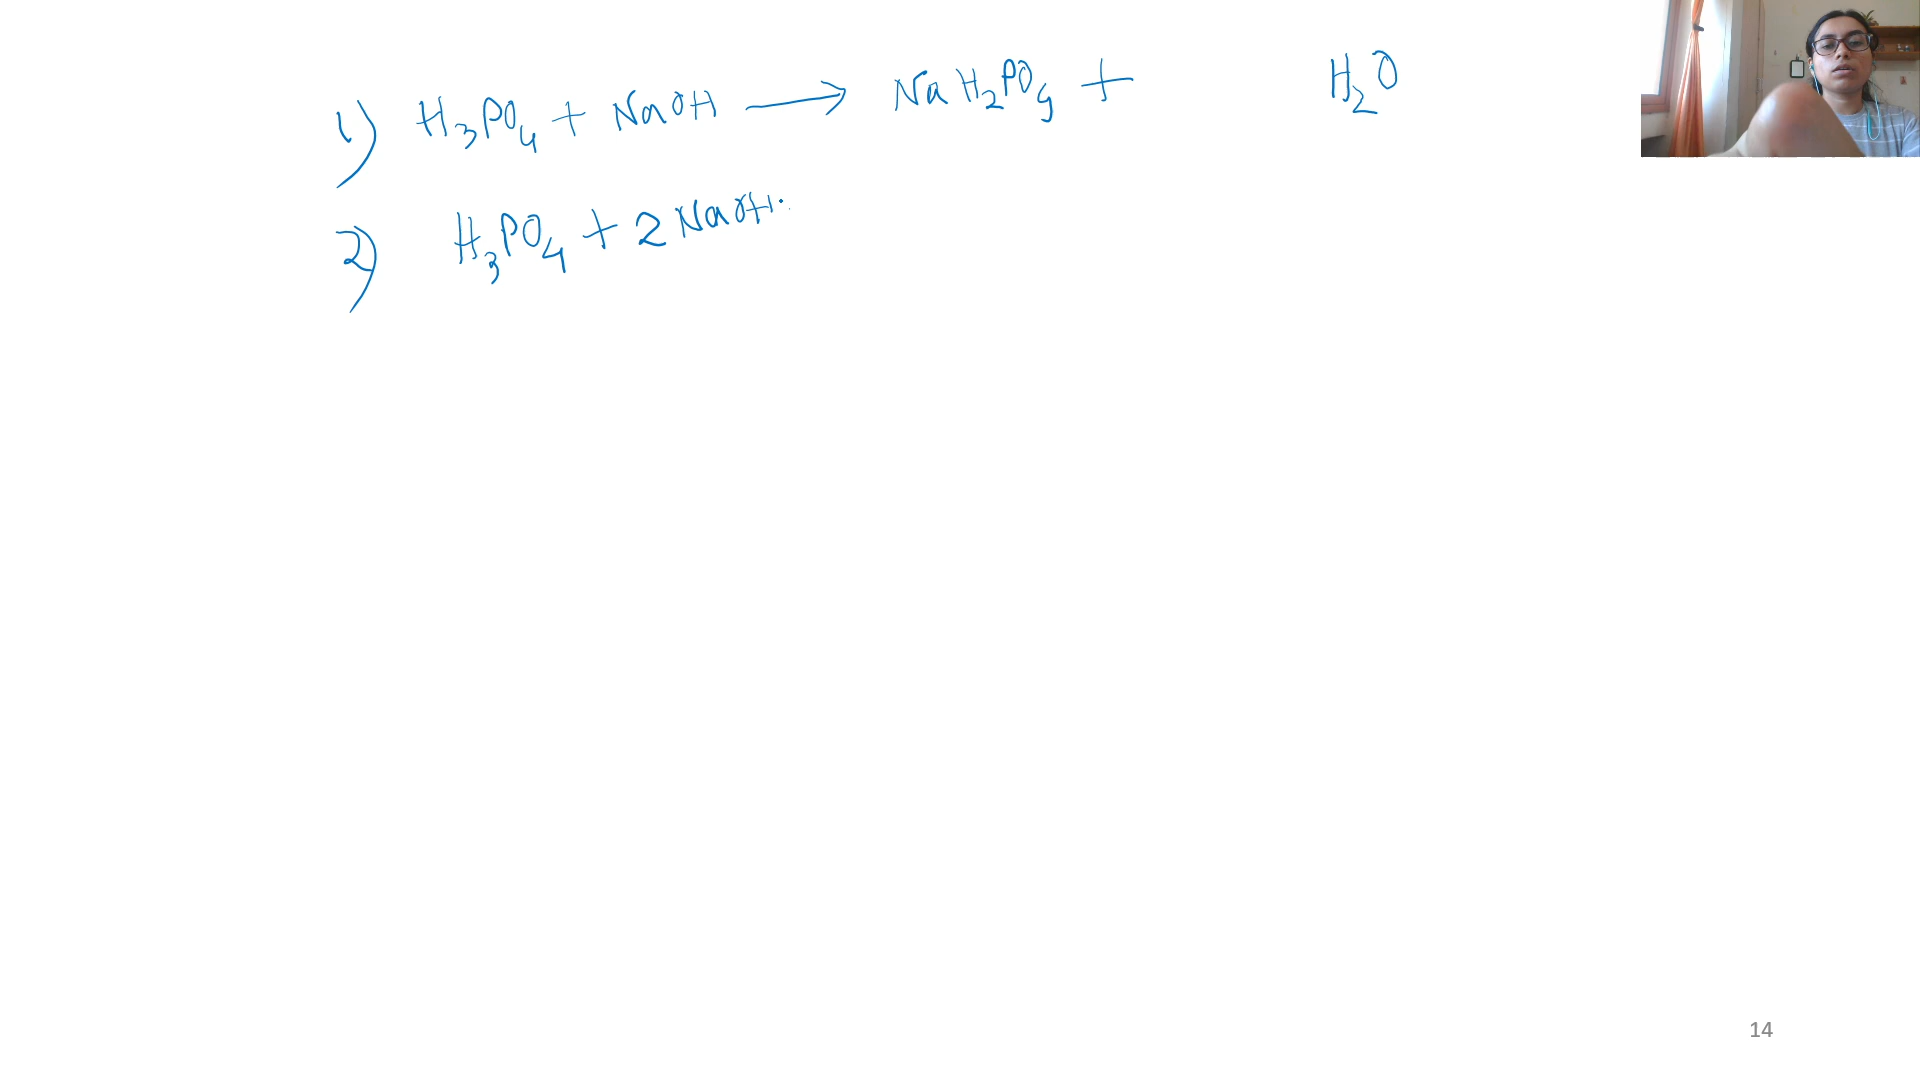 1) H₃PO₄ + NaOH ⟶ NaH₂PO₄ + H₂O
2) H₃PO₄ + 2 NaOH
14